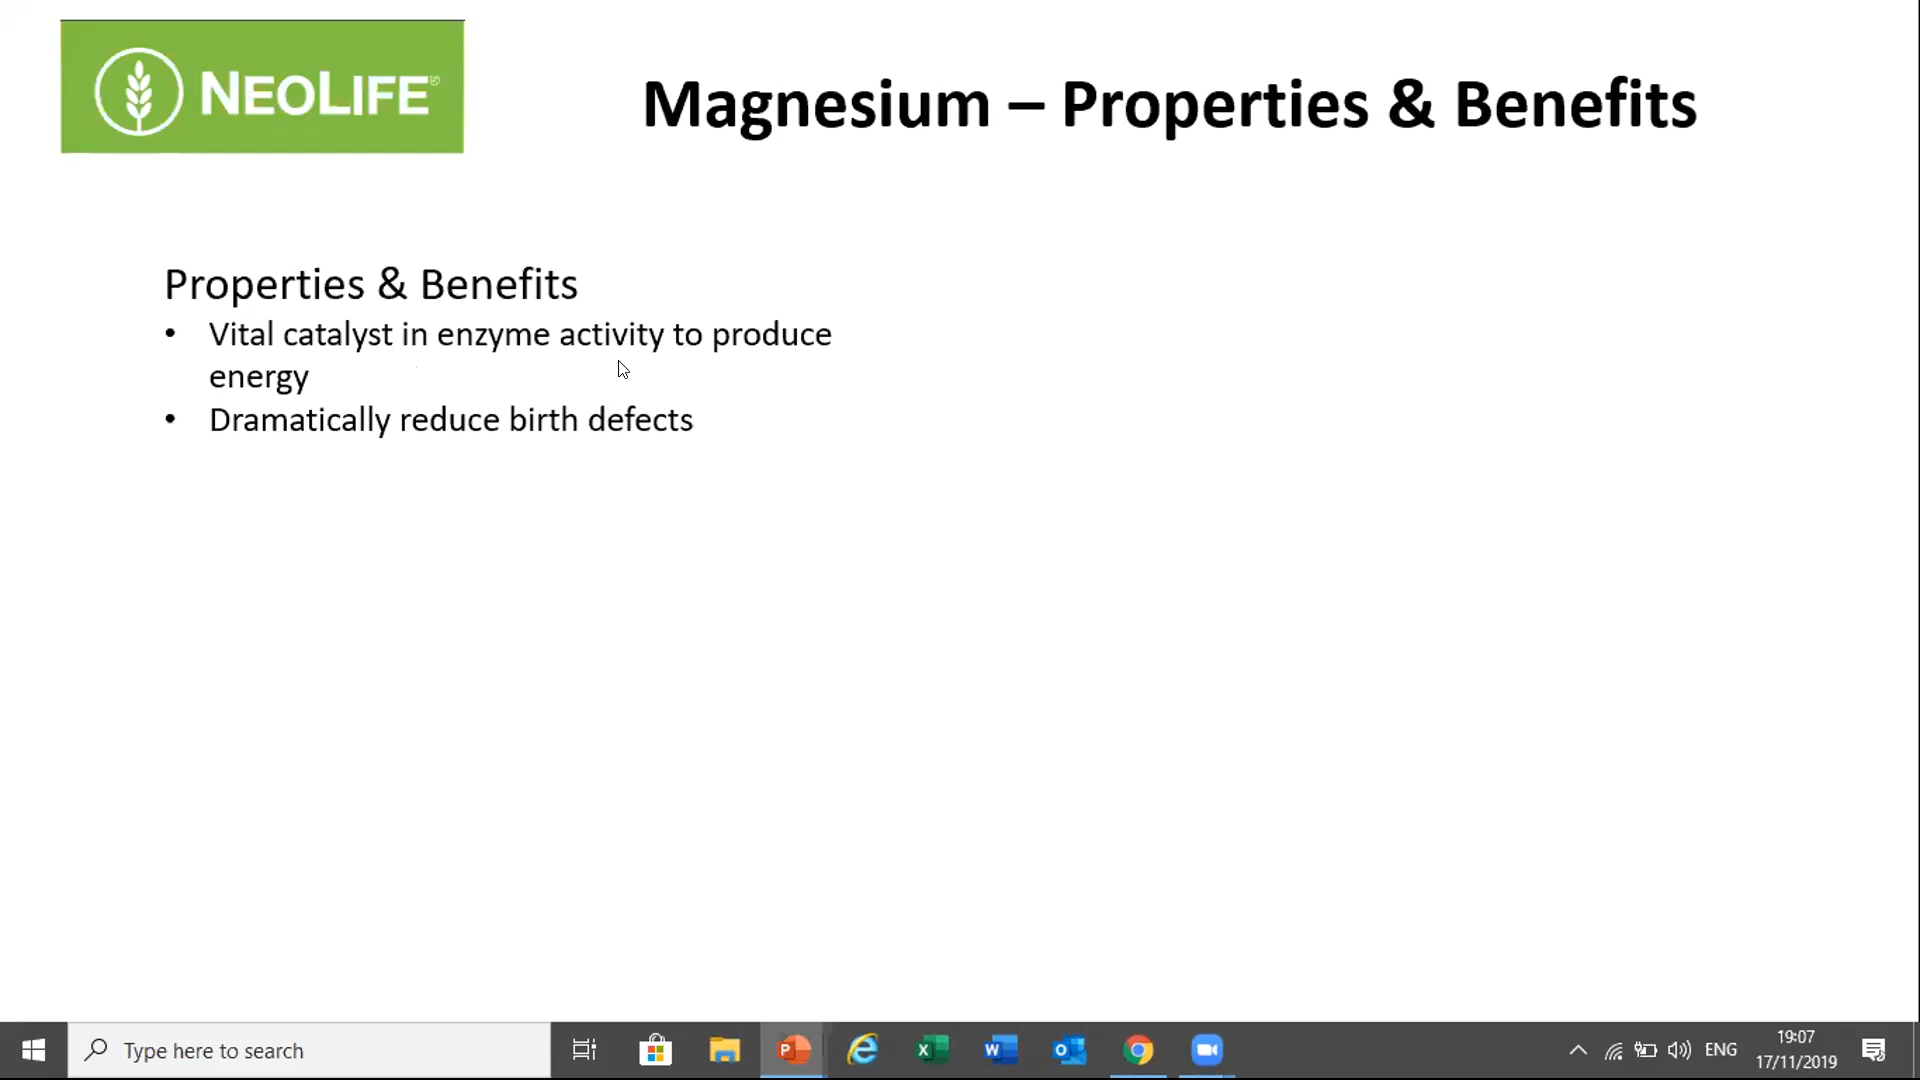 NEOLIFE®
Magnesium – Properties & Benefits
Properties & Benefits
• Vital catalyst in enzyme activity to produce
energy
• Dramatically reduce birth defects
Type here to search
ENG
19:07
17/11/2019